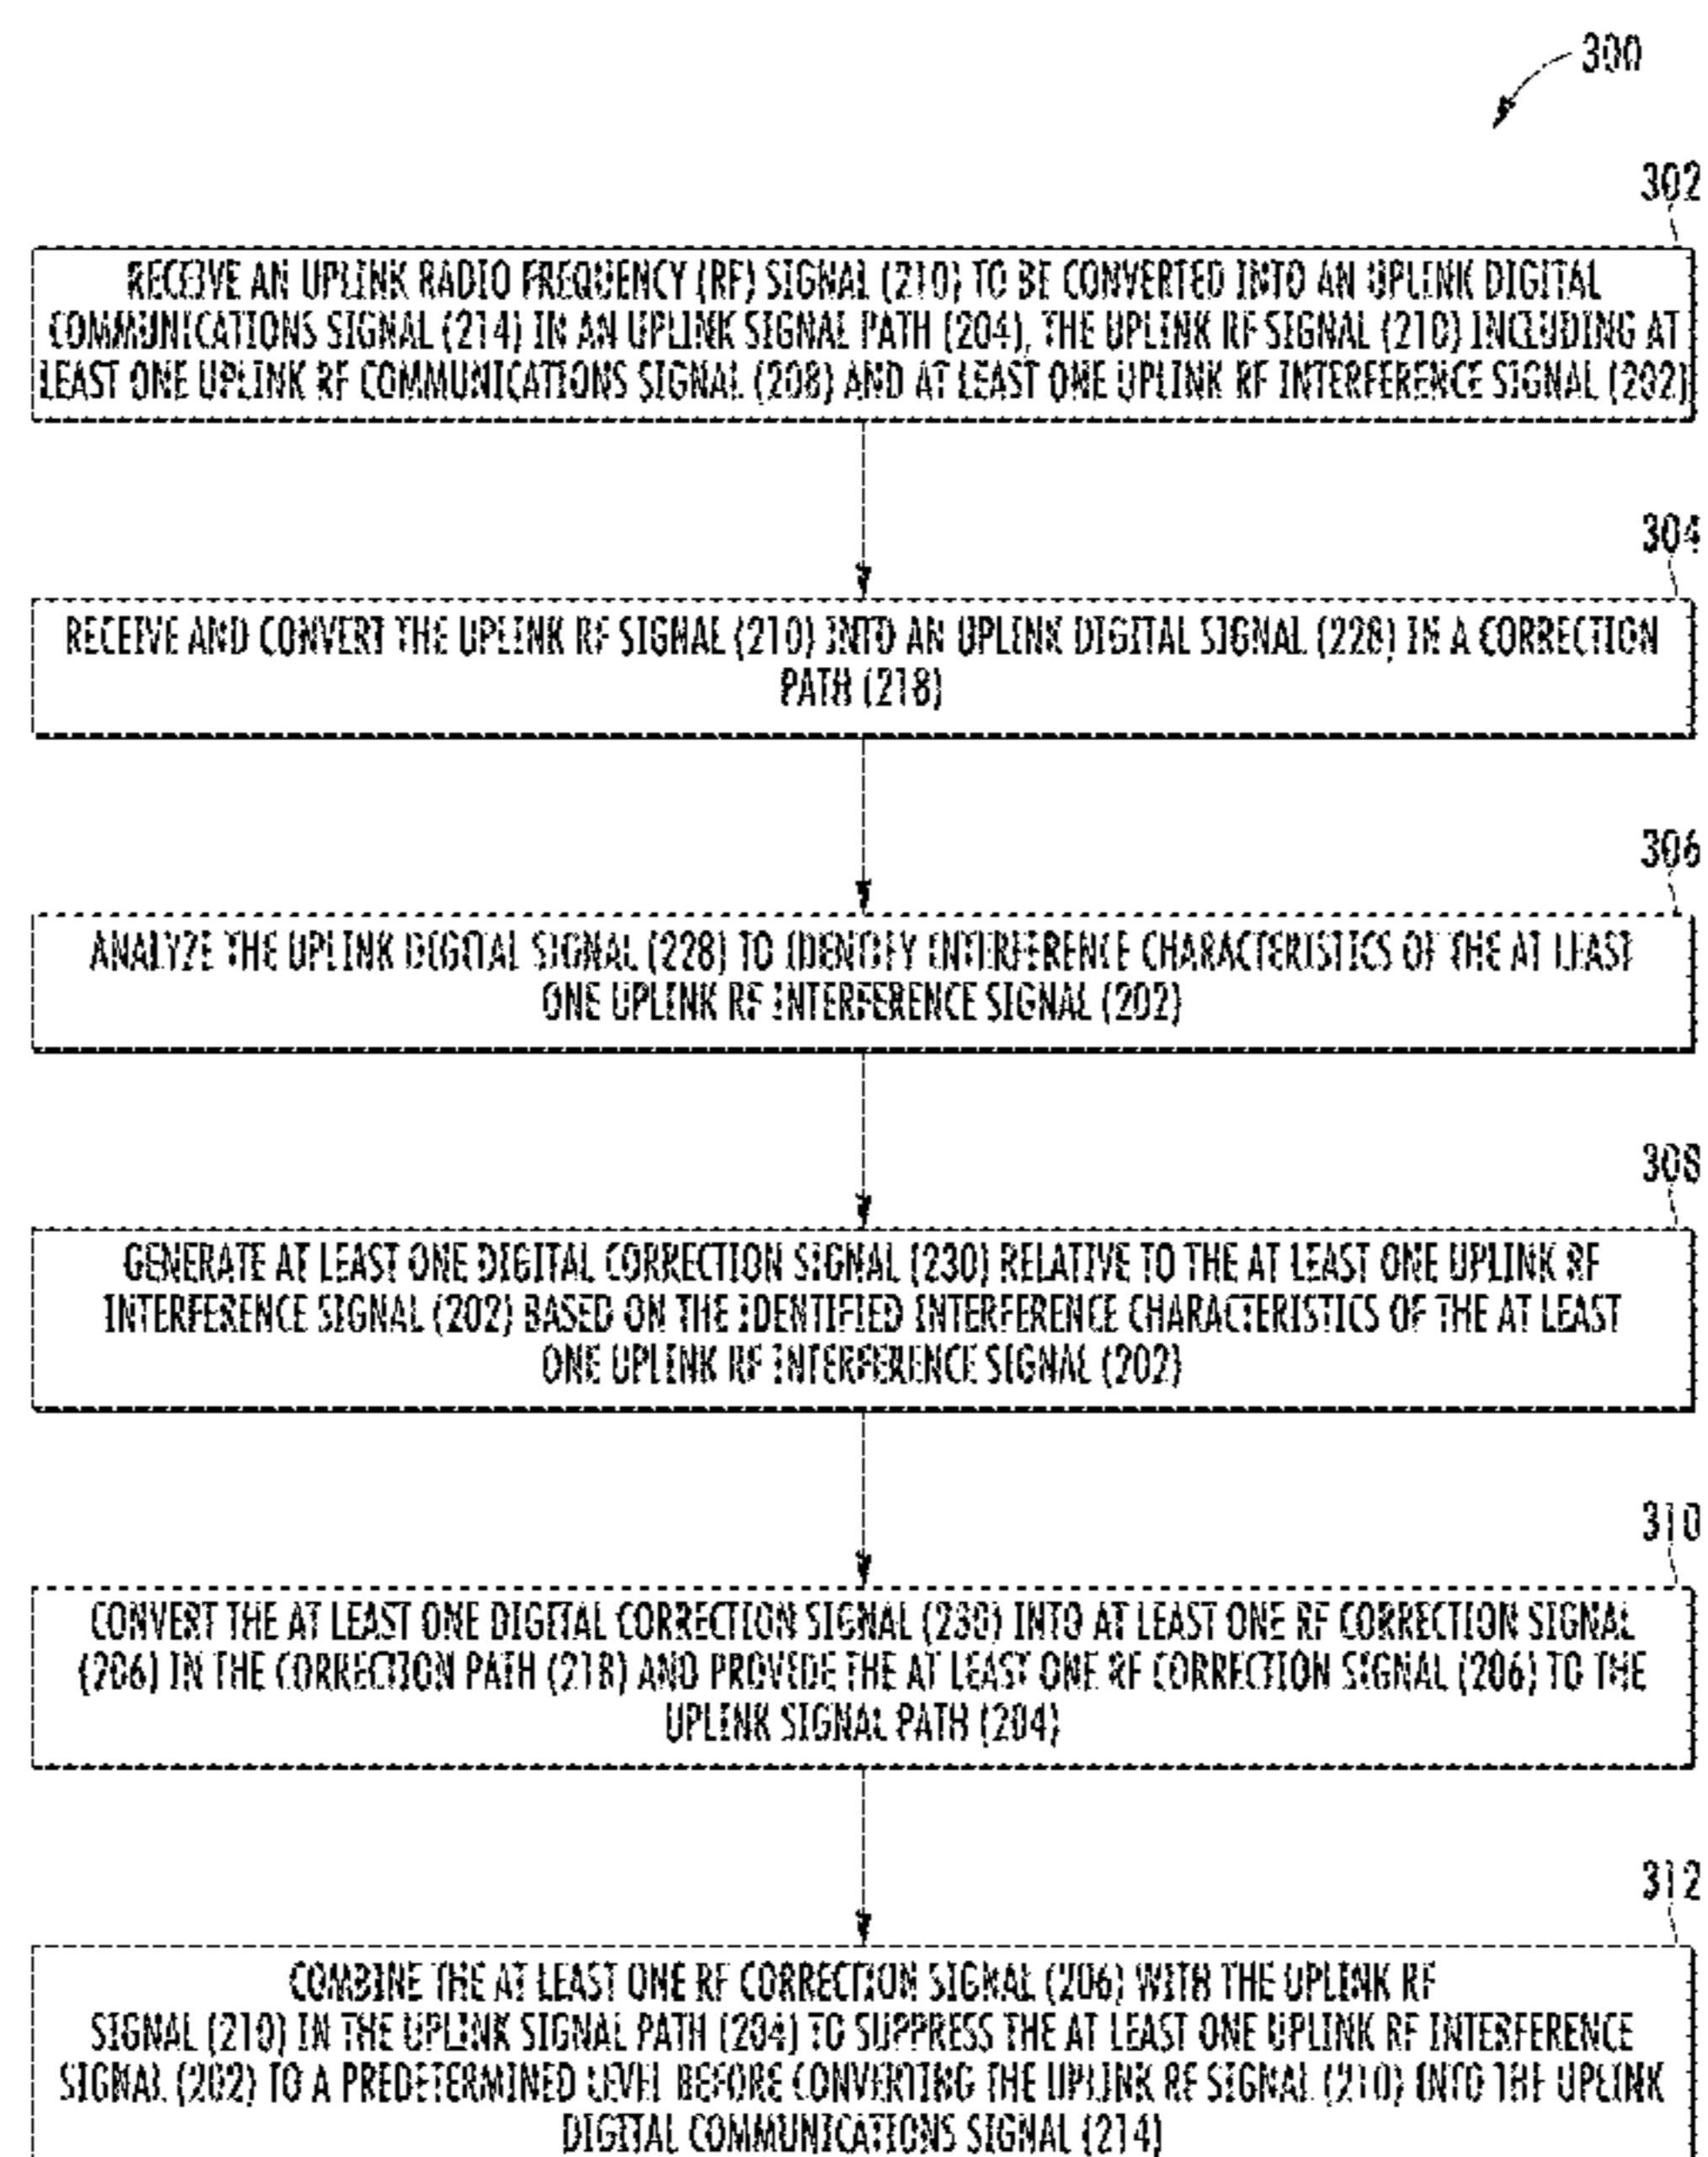 300
302
RECEIVE AN UPLINK RADIO FREQUENCY (RF) SIGNAL (210) TO BE CONVERTED INTO AN UPLINK DIGITAL
COMMUNICATIONS SIGNAL (214) IN AN UPLINK SIGNAL PATH (204), THE UPLINK RF SIGNAL (210) INCLUDING AT
LEAST ONE UPLINK RF COMMUNICATIONS SIGNAL (208) AND AT LEAST ONE UPLINK RF INTERFERENCE SIGNAL (202)
304
RECEIVE AND CONVERT THE UPLINK RF SIGNAL (210) INTO AN UPLINK DIGITAL SIGNAL (228) IN A CORRECTION
PATH (218)
306
ANALYZE THE UPLINK DIGITAL SIGNAL (228) TO IDENTIFY INTERFERENCE CHARACTERISTICS OF THE AT LEAST
ONE UPLINK RF INTERFERENCE SIGNAL (202)
308
GENERATE AT LEAST ONE DIGITAL CORRECTION SIGNAL (230) RELATIVE TO THE AT LEAST ONE UPLINK RF
INTERFERENCE SIGNAL (202) BASED ON THE IDENTIFIED INTERFERENCE CHARACTERISTICS OF THE AT LEAST
ONE UPLINK RF INTERFERENCE SIGNAL (202)
310
CONVERT THE AT LEAST ONE DIGITAL CORRECTION SIGNAL (230) INTO AT LEAST ONE RF CORRECTION SIGNAL
(206) IN THE CORRECTION PATH (218) AND PROVIDE THE AT LEAST ONE RF CORRECTION SIGNAL (206) TO THE
UPLINK SIGNAL PATH (204)
312
COMBINE THE AT LEAST ONE RF CORRECTION SIGNAL (206) WITH THE UPLINK RF
SIGNAL (210) IN THE UPLINK SIGNAL PATH (204) TO SUPPRESS THE AT LEAST ONE UPLINK RF INTERFERENCE
SIGNAL (202) TO A PREDETERMINED LEVEL BEFORE CONVERTING THE UPLINK RF SIGNAL (210) INTO THE UPLINK
DIGITAL COMMUNICATIONS SIGNAL (214)